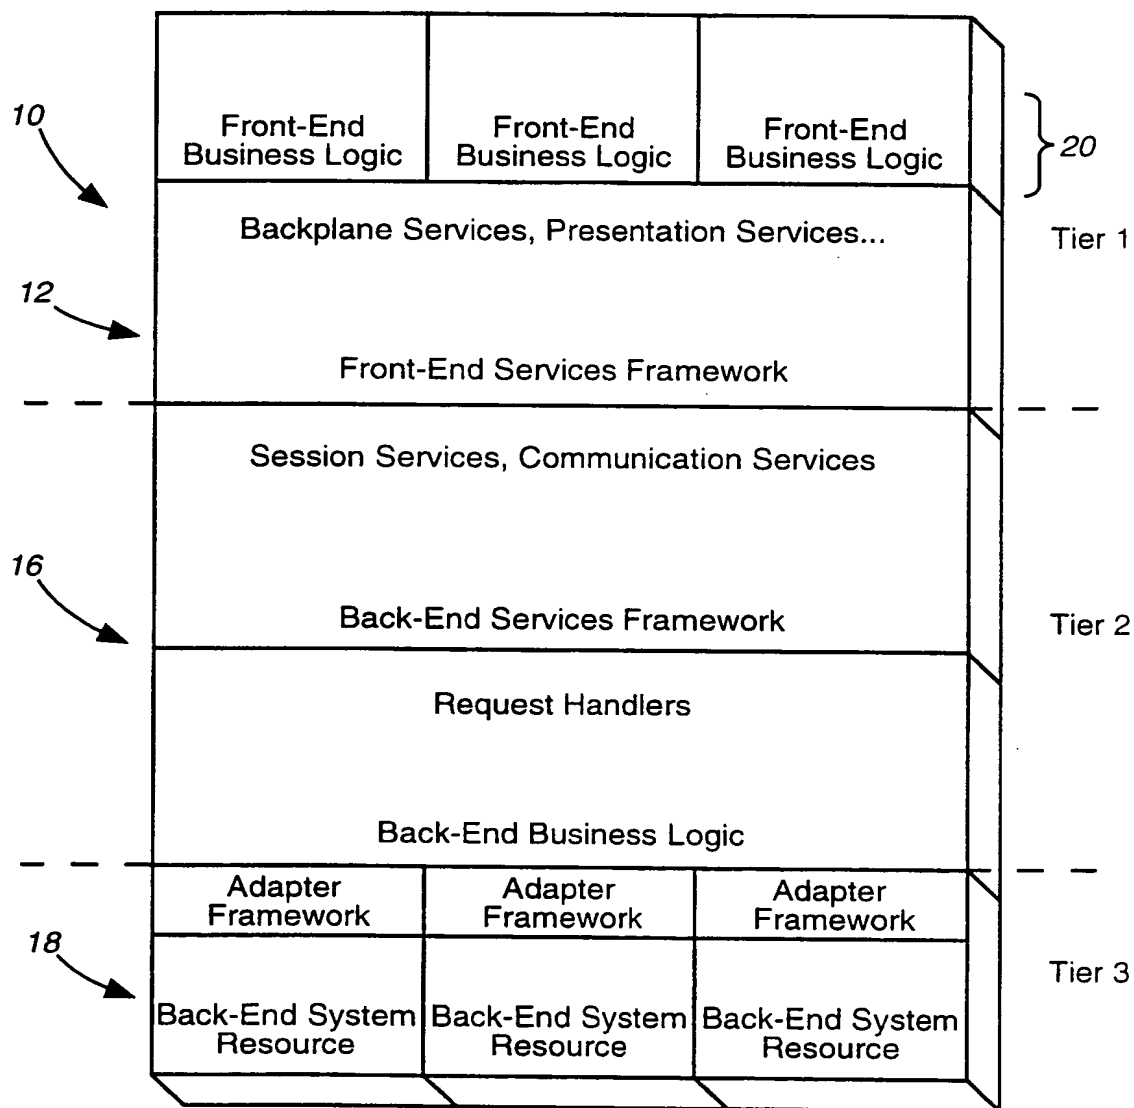 10
Front-End
Business Logic
Front-End
Business Logic
Front-End
Business Logic
20
Backplane Services, Presentation Services...
Tier 1
12
Front-End Services Framework
Session Services, Communication Services
16
Back-End Services Framework
Tier 2
Request Handlers
Back-End Business Logic
Adapter
Framework
Adapter
Framework
Adapter
Framework
18
Tier 3
Back-End System
Resource
Back-End System
Resource
Back-End System
Resource